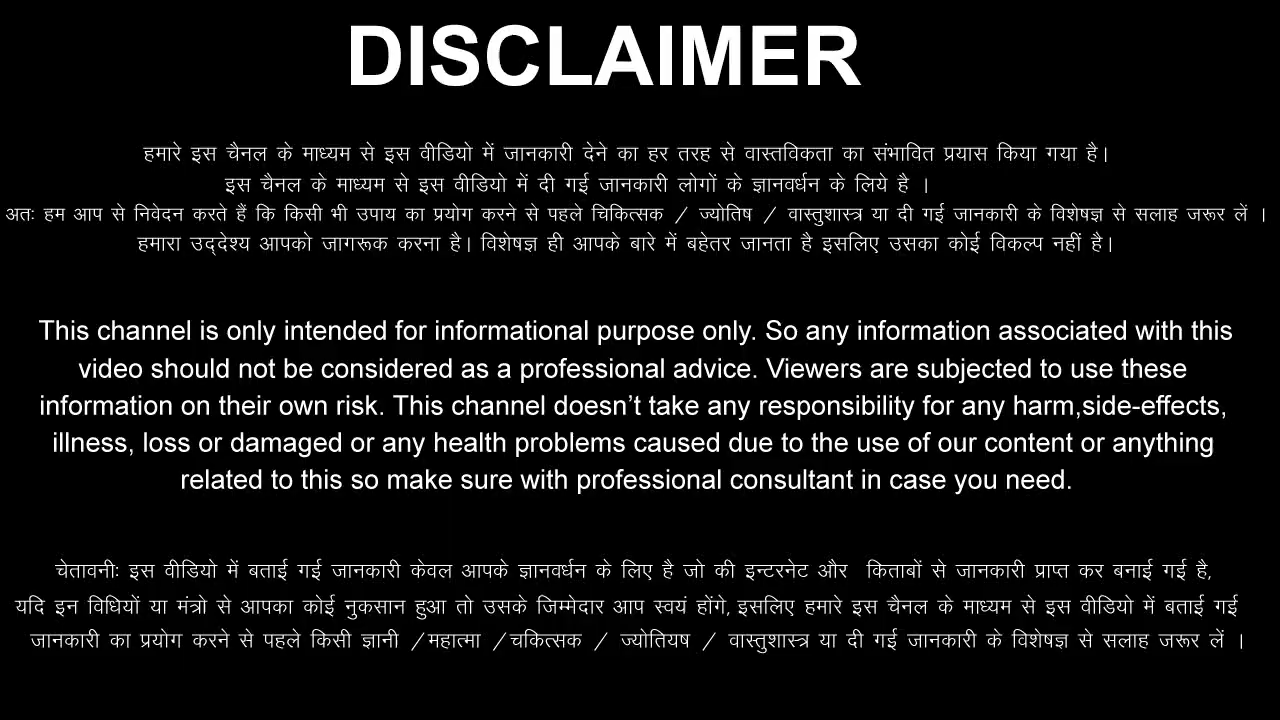 DISCLAIMER
हमारे इस चैनल के माध्यम से इस वीडियो में जानकारी देने का हर तरह से वास्तविकता का संभावित प्रयास किया गया है।
इस चैनल के माध्यम से इस वीडियो में दी गई जानकारी लोगों के ज्ञानवर्धन के लिये है ।
अतः हम आप से निवेदन करते हैं कि किसी भी उपाय का प्रयोग करने से पहले चिकित्सक / ज्योतिष / वास्तुशास्त्र या दी गई जानकारी के विशेषज्ञ से सलाह जरूर लें ।
हमारा उद्देश्य आपको जागरूक करना है। विशेषज्ञ ही आपके बारे में बहेतर जानता है इसलिए उसका कोई विकल्प नहीं है।
This channel is only intended for informational purpose only. So any information associated with this
video should not be considered as a professional advice. Viewers are subjected to use these
information on their own risk. This channel doesn’t take any responsibility for any harm,side-effects,
illness, loss or damaged or any health problems caused due to the use of our content or anything
related to this so make sure with professional consultant in case you need.
चेतावनीः इस वीडियो में बताई गई जानकारी केवल आपके ज्ञानवर्धन के लिए है जो की इन्टरनेट और किताबों से जानकारी प्राप्त कर बनाई गई है,
यदि इन विधियों या मंत्रो से आपका कोई नुकसान हुआ तो उसके जिम्मेदार आप स्वयं होंगे, इसलिए हमारे इस चैनल के माध्यम से इस वीडियो में बताई गई
जानकारी का प्रयोग करने से पहले किसी ज्ञानी /महात्मा /चकित्सक / ज्योतियष / वास्तुशास्त्र या दी गई जानकारी के विशेषज्ञ से सलाह जरूर लें ।